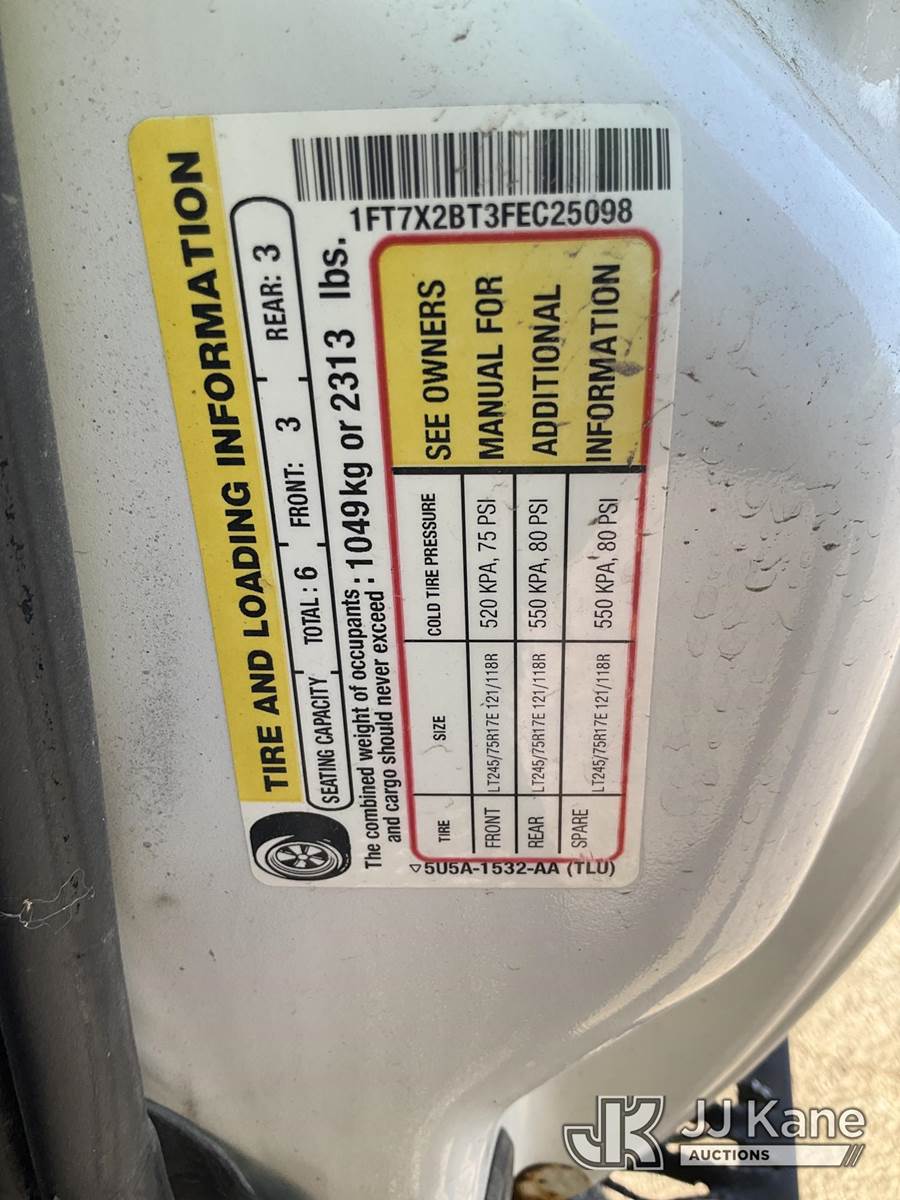 TIRE AND LOADING INFORMATION
SEATING CAPACITY TOTAL : 6 FRONT: 3 REAR: 3
The combined weight of occupants
and cargo should never exceed : 1049 kg or 2313 lbs.
1FT7X2BT3FEC25098
TIRE SIZE COLD TIRE PRESSURE
FRONT LT245/75R17E 121/118R 520 KPA, 75 PSI
REAR LT245/75R17E 121/118R 550 KPA, 80 PSI
SPARE LT245/75R17E 121/118R 550 KPA, 80 PSI
SEE OWNERS
MANUAL FOR
ADDITIONAL
INFORMATION
▽5U5A-1532-AA (TLU)
JK JJ Kane
AUCTIONS